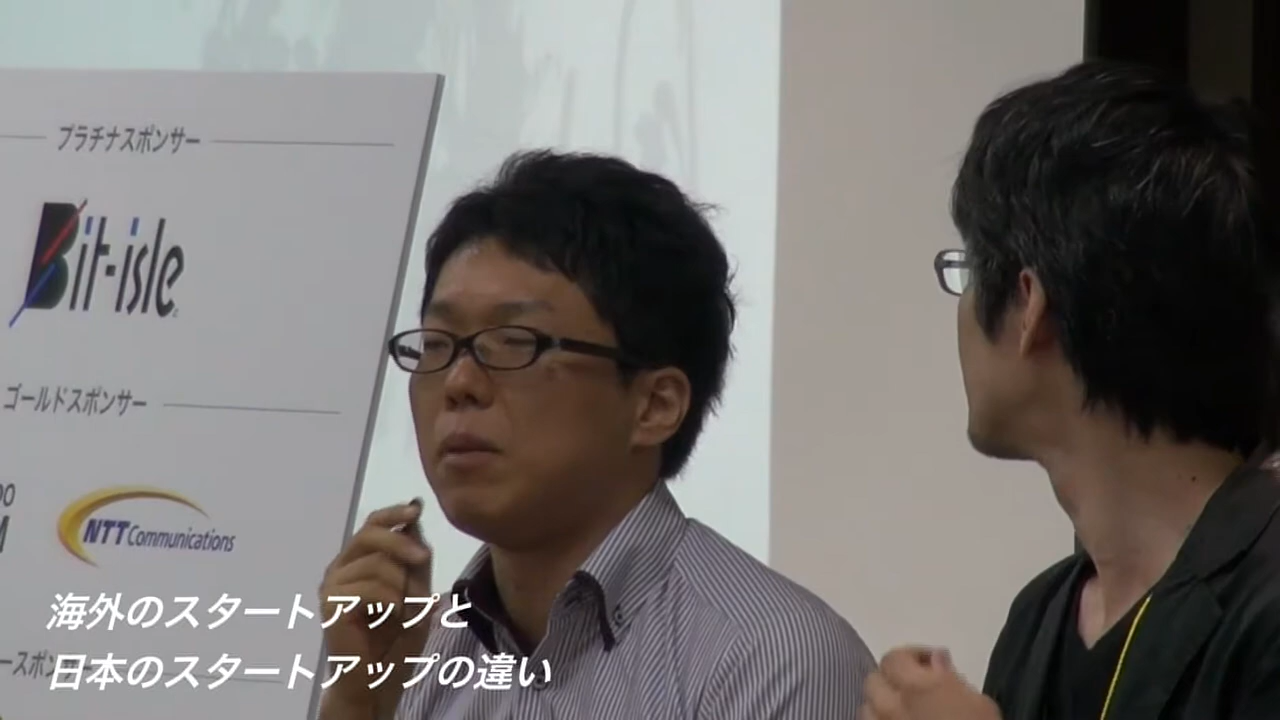 プラチナスポンサー
Bit-isle
ゴールドスポンサー
NTT Communications
海外のスタートアップと
日本のスタートアップの違い